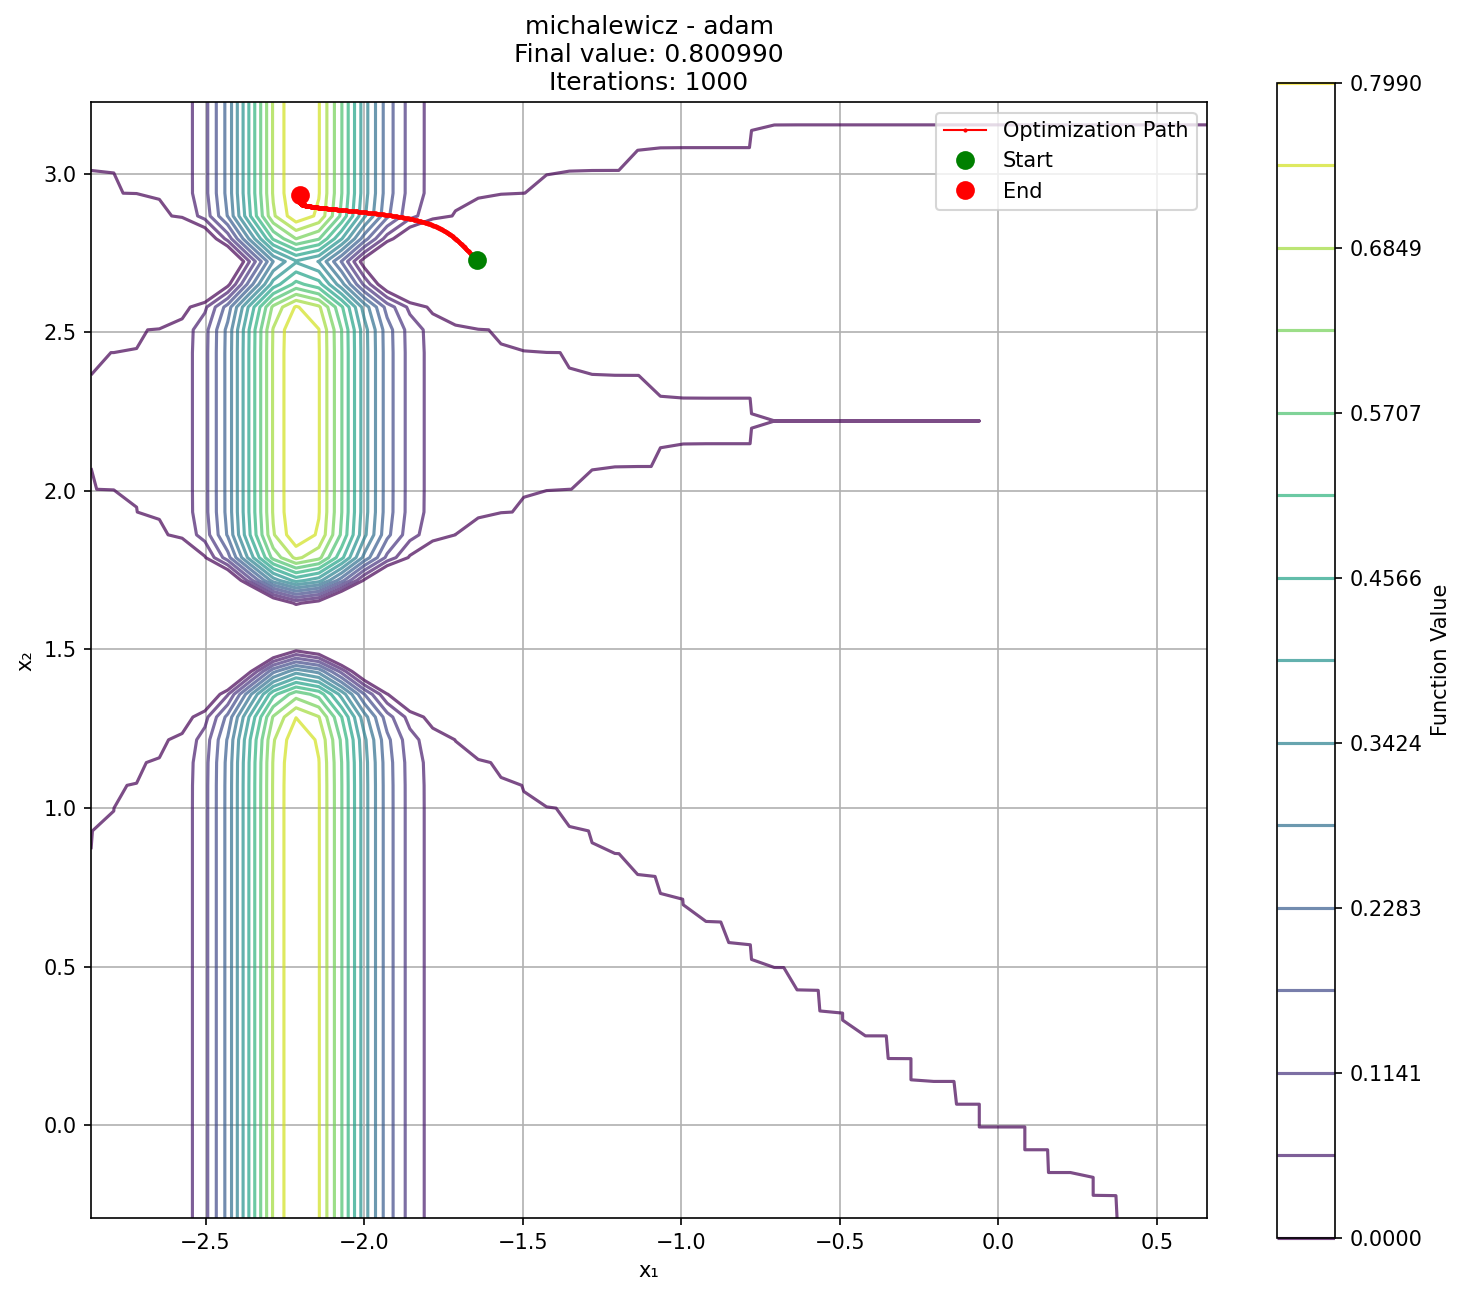 michalewicz - adam
Final value: 0.800990
Iterations: 1000
Optimization Path
Start
End
3.0
2.5
2.0
1.5
1.0
0.5
0.0
x₂
−2.5
−2.0
−1.5
−1.0
−0.5
0.0
0.5
x₁
0.7990
0.6849
0.5707
0.4566
0.3424
0.2283
0.1141
0.0000
Function Value